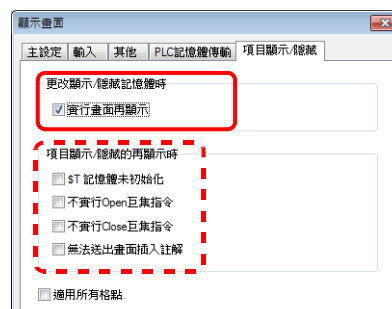 顯示畫面
主設定 輸入 其他 PLC記憶體傳輸 項目顯示/隱藏
更改顯示/隱藏記憶體時
實行畫面再顯示
項目顯示/隱藏的再顯示時
$T 記憶體未初始化
不實行Open巨集指令
不實行Close巨集指令
無法送出畫面插入註解
適用所有格點.